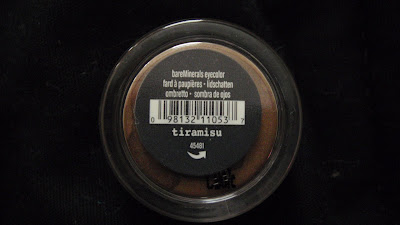 bareMinerals eyecolor
fard à paupières • lidschatten
ombretto • sombra de ojos
0 98132 11053 7
tiramisu
45481